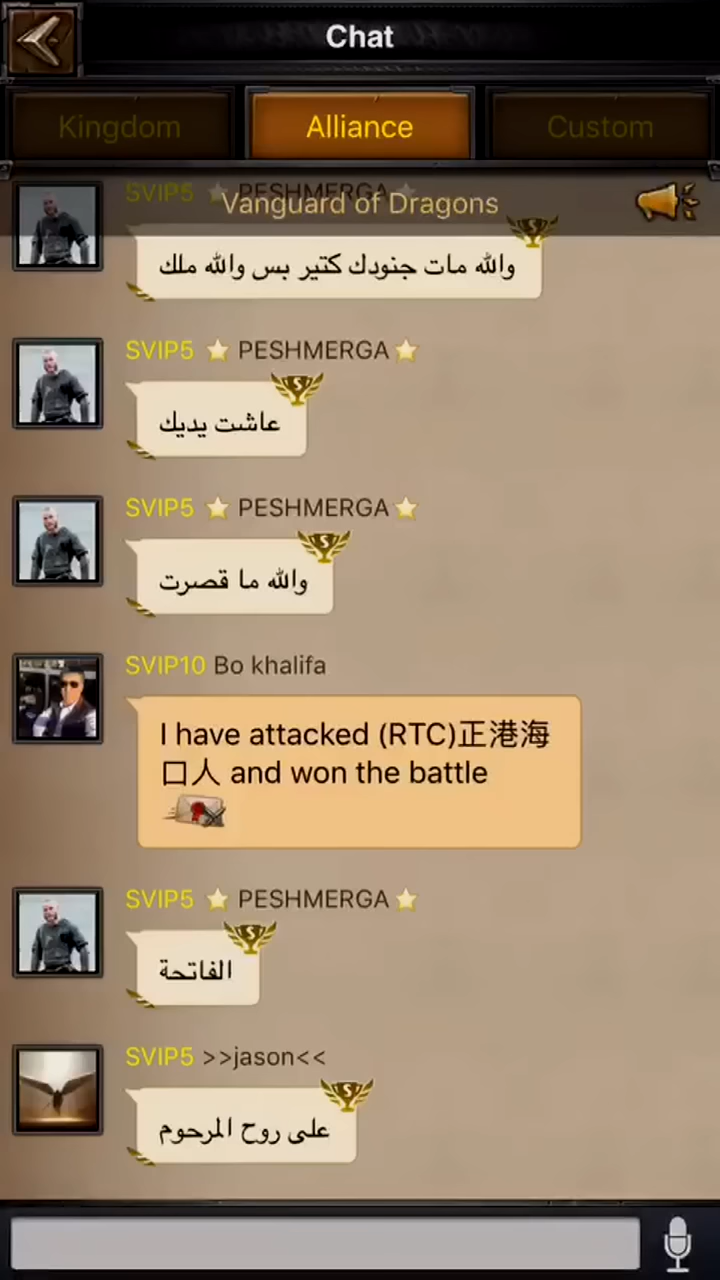 Chat
Kingdom
Alliance
Custom
SVIP5 ⭐ PESHMERGA ⭐
Vanguard of Dragons
والله مات جنودك كتير بس والله ملك
SVIP5 ⭐ PESHMERGA ⭐
عاشت يديك
SVIP5 ⭐ PESHMERGA ⭐
والله ما قصرت
SVIP10 Bo khalifa
I have attacked (RTC)正港海
口人 and won the battle
SVIP5 ⭐ PESHMERGA ⭐
الفاتحة
SVIP5 >>jason<<
على روح المرحوم